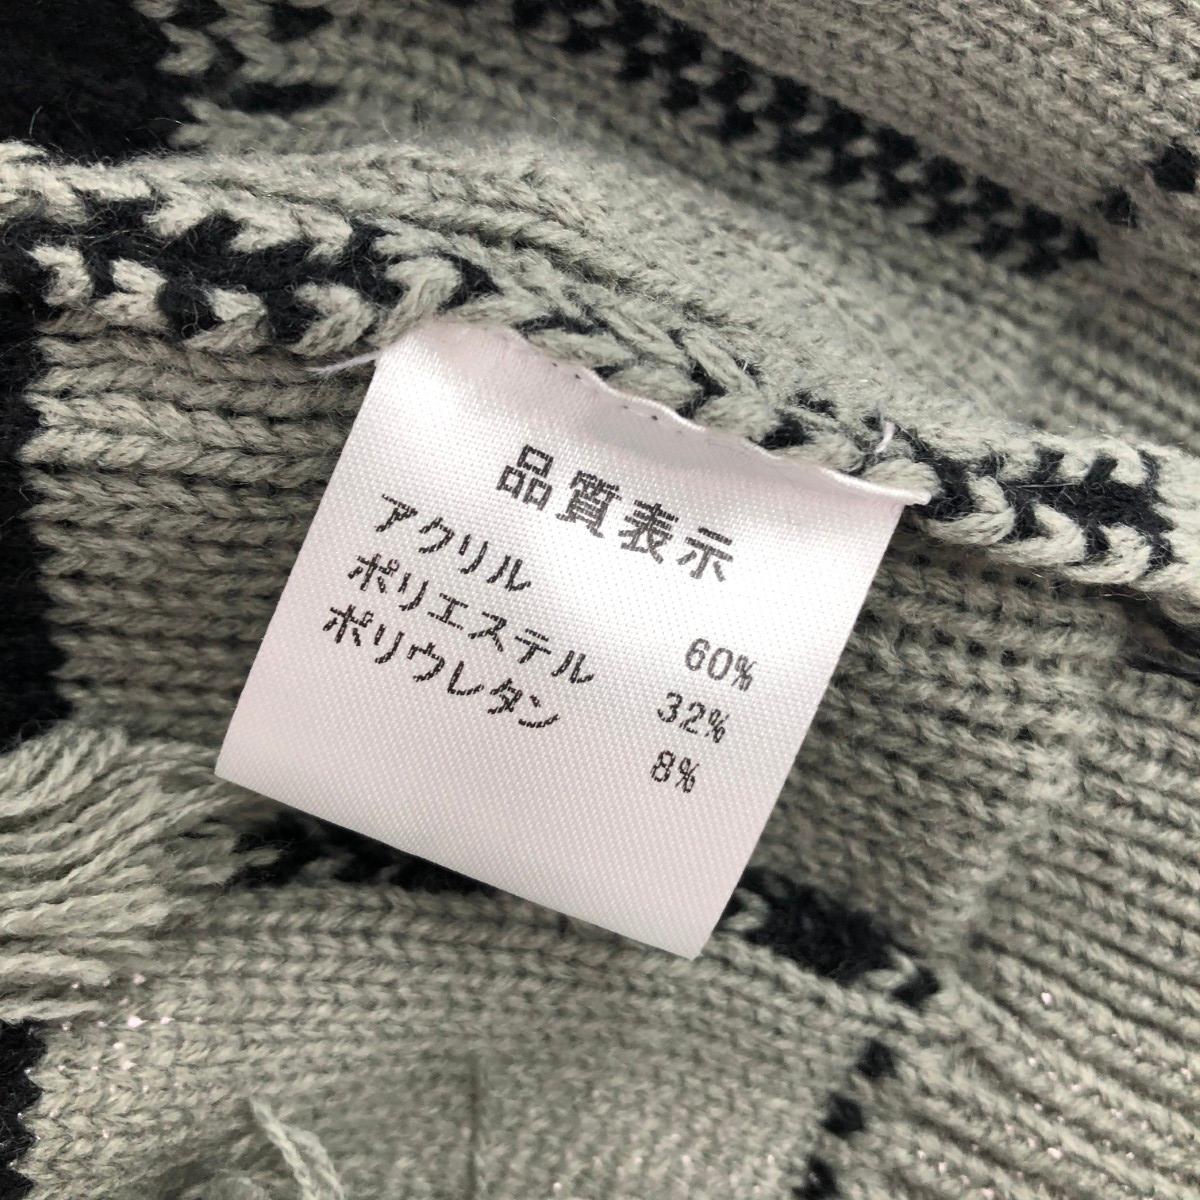 品質表示
アクリル 60%
ポリエステル 32%
ポリウレタン 8%